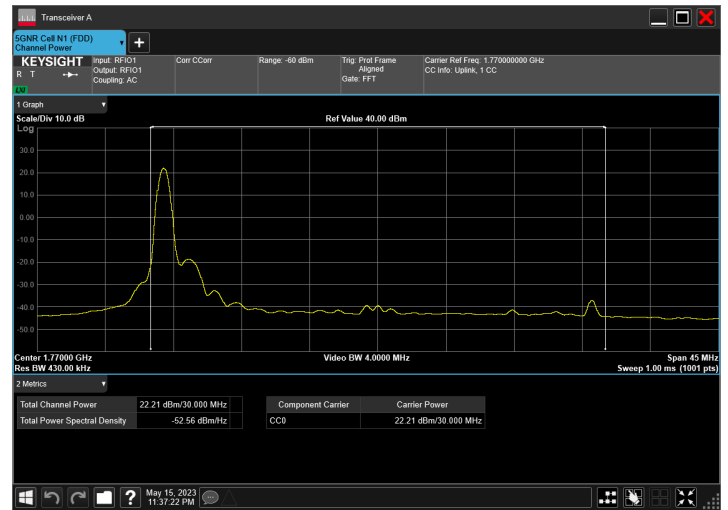 Transceiver A
5GNR Cell N1 (FDD)
Channel Power
KEYSIGHT
R T
LXI
Input: RFIO1
Output: RFIO1
Coupling: AC
Corr CCorr
Range: -60 dBm
Trig: Prot Frame
Aligned
Gate: FFT
Carrier Ref Freq: 1.770000000 GHz
CC Info: Uplink, 1 CC
1 Graph
Scale/Div 10.0 dB
Ref Value 40.00 dBm
Log
30.0
20.0
10.0
0.00
-10.0
-20.0
-30.0
-40.0
-50.0
Center 1.77000 GHz
Video BW 4.0000 MHz
Span 45 MHz
Res BW 430.00 kHz
Sweep 1.00 ms (1001 pts)
2 Metrics
Total Channel Power 22.21 dBm/30.000 MHz
Total Power Spectral Density -52.56 dBm/Hz
Component Carrier Carrier Power
CC0 22.21 dBm/30.000 MHz
May 15, 2023
11:37:22 PM